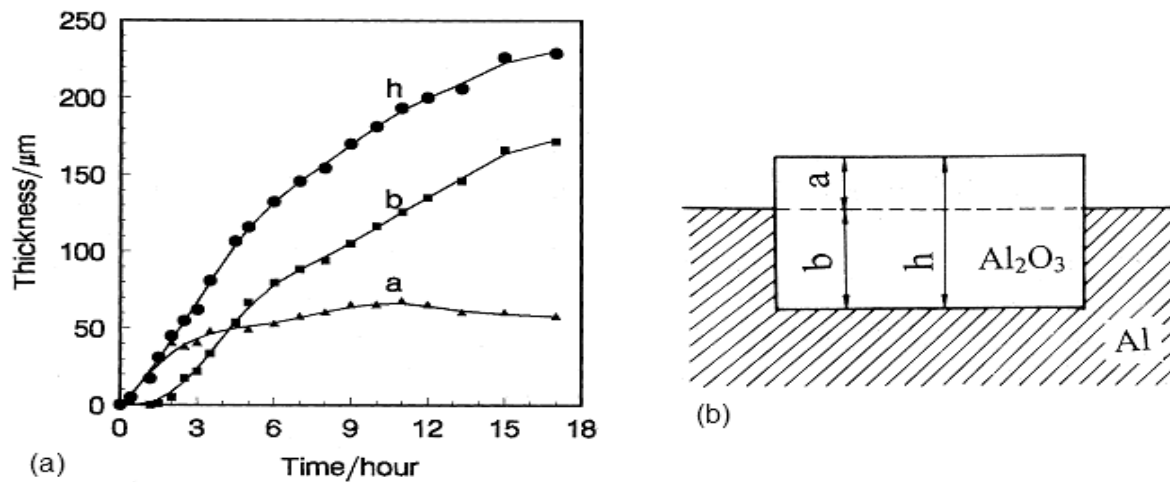 250
200
150
100
50
0
Thickness/μm
h
b
a
0 3 6 9 12 15 18
Time/hour
(a)
a
b
h
Al₂O₃
Al
(b)